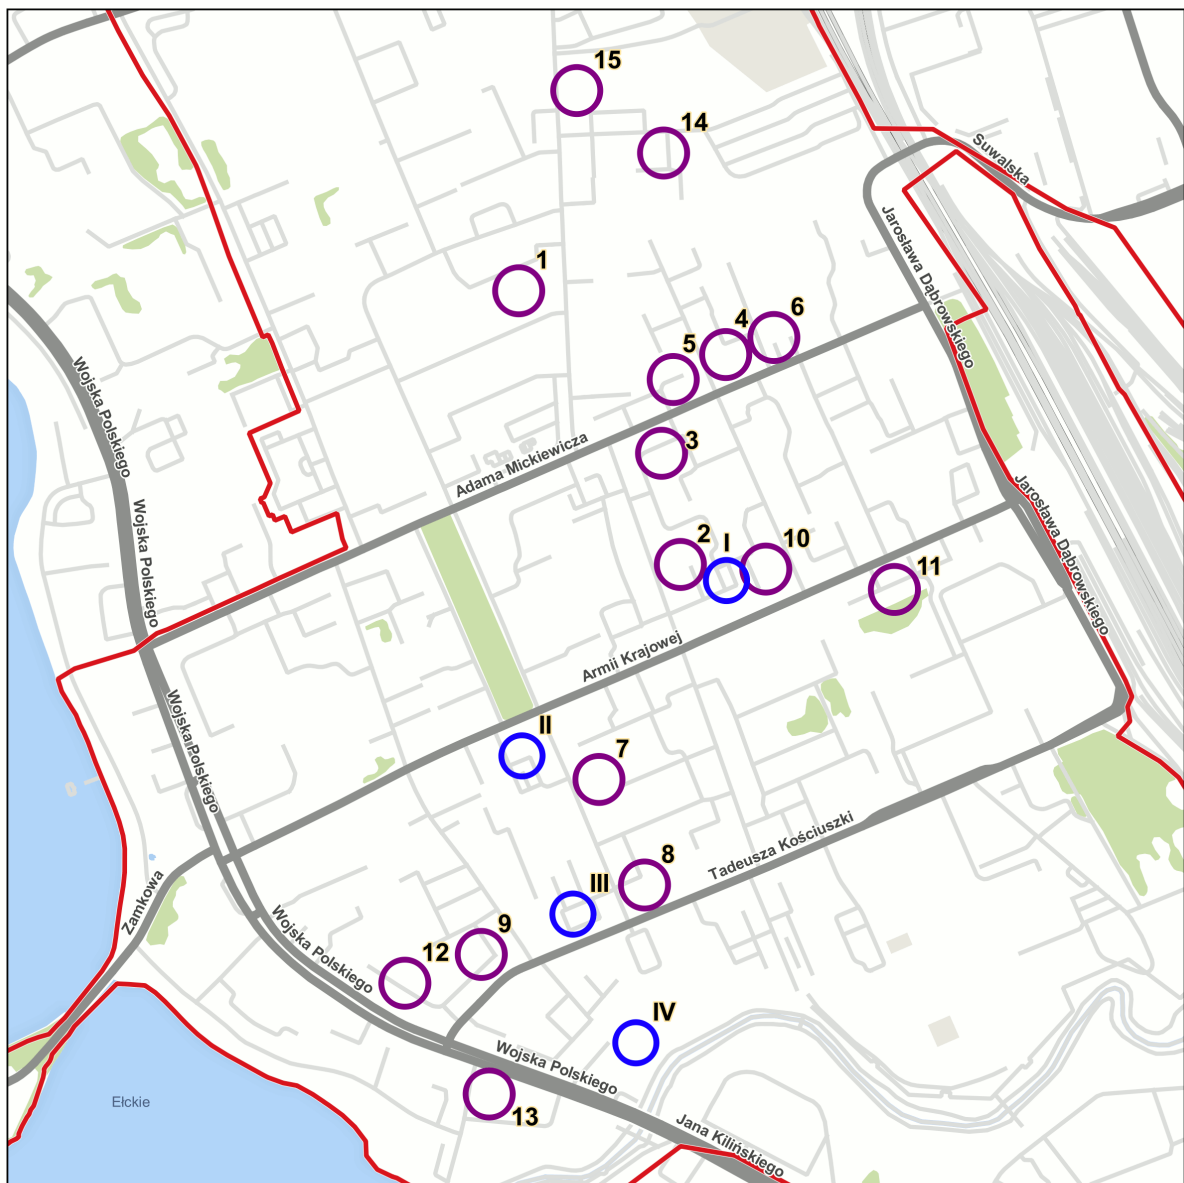 15
14
Suwalska
Jarosława Dąbrowskiego
1
6
4
5
Wojska Polskiego
3
Adama Mickiewicza
Jarosława Dąbrowskiego
Wojska Polskiego
2
I
10
11
Armii Krajowej
Wojska Polskiego
II
7
Tadeusza Kościuszki
8
III
Zamkowa
9
12
Wojska Polskiego
IV
Wojska Polskiego
13
Ełckie
Jana Kilińskiego